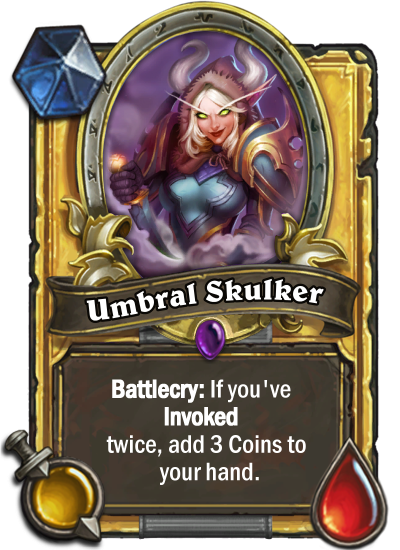 Umbral Skulker
Battlecry: If you've
Invoked
twice, add 3 Coins to
your hand.